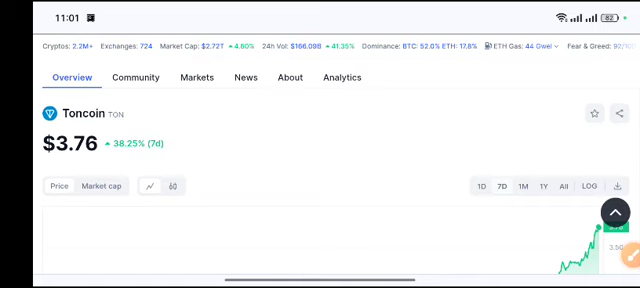 11:01 82
Cryptos: 2.2M+ Exchanges: 724 Market Cap: $2.72T 4.60% 24h Vol: $166.09B 41.35% Dominance: BTC: 52.0% ETH: 17.8% ETH Gas: 44 Gwei Fear & Greed:
Overview Community Markets News About Analytics
Toncoin TON
$3.76 38.25% (7d)
Price Market cap 1D 7D 1M 1Y All LOG
3.50